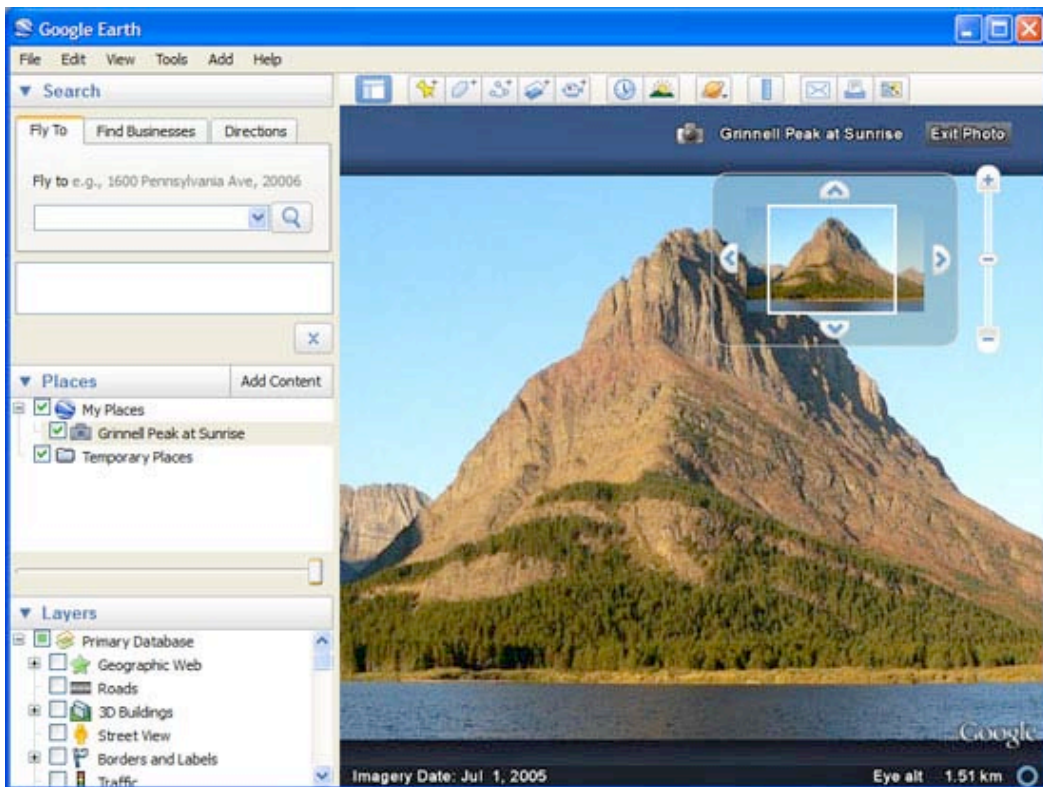 Google Earth
File Edit View Tools Add Help
Search
Fly To Find Businesses Directions
Fly to e.g., 1600 Pennsylvania Ave, 20006
Places Add Content
My Places
Grinnell Peak at Sunrise
Temporary Places
Layers
Primary Database
Geographic Web
Roads
3D Buildings
Street View
Borders and Labels
Traffic
Grinnell Peak at Sunrise Exit Photo
Google
Imagery Date: Jul 1, 2005 Eye alt 1.51 km